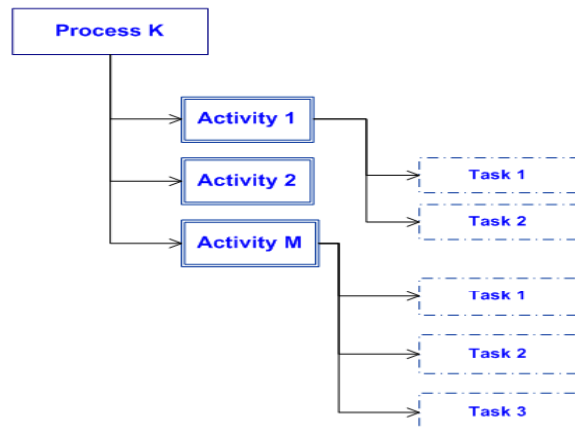 Process K
Activity 1
Task 1
Activity 2
Task 2
Activity M
Task 1
Task 2
Task 3